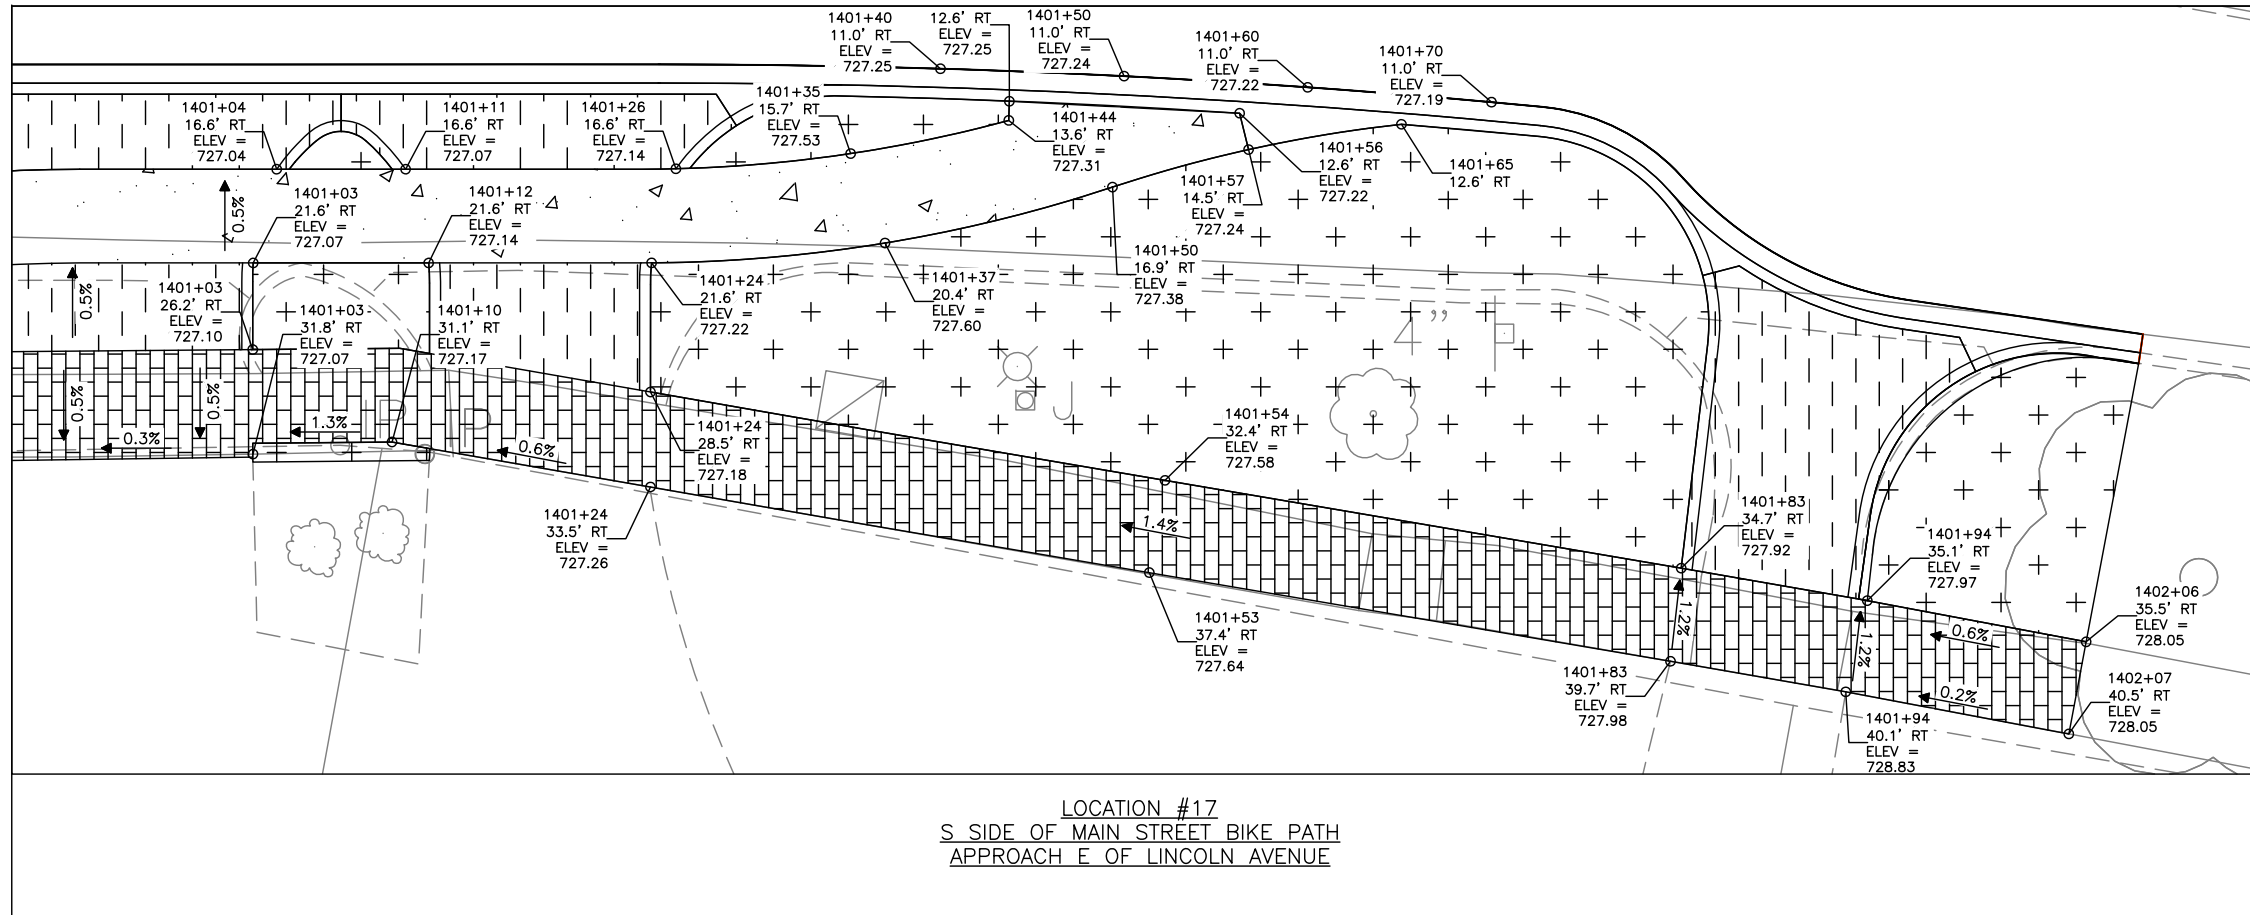 1401+40
11.0' RT
ELEV =
727.25
12.6' RT
ELEV =
727.25
1401+50
11.0' RT
ELEV =
727.24
1401+60
11.0' RT
ELEV =
727.22
1401+70
11.0' RT
ELEV =
727.19
1401+04
16.6' RT
ELEV =
727.04
1401+11
16.6' RT
ELEV =
727.07
1401+26
16.6' RT
ELEV =
727.14
1401+35
15.7' RT
ELEV =
727.53
1401+44
13.6' RT
ELEV =
727.31
1401+56
12.6' RT
ELEV =
727.22
1401+65
12.6' RT
1401+57
14.5' RT
ELEV =
727.24
0.5%
1401+03
21.6' RT
ELEV =
727.07
1401+12
21.6' RT
ELEV =
727.14
1401+50
16.9' RT
ELEV =
727.38
0.5%
1401+03
26.2' RT
ELEV =
727.10
1401+03
31.8' RT
ELEV =
727.07
1401+10
31.1' RT
ELEV =
727.17
1401+24
21.6' RT
ELEV =
727.22
1401+37
20.4' RT
ELEV =
727.60
4" P
J
0.5%
0.5%
1.3%
P
P
0.3%
0.6%
1401+24
28.5' RT
ELEV =
727.18
1401+54
32.4' RT
ELEV =
727.58
1401+24
33.5' RT
ELEV =
727.26
1.4%
1401+83
34.7' RT
ELEV =
727.92
1401+94
35.1' RT
ELEV =
727.97
1402+06
35.5' RT
ELEV =
728.05
1.2%
1.2%
0.6%
1401+53
37.4' RT
ELEV =
727.64
1401+83
39.7' RT
ELEV =
727.98
0.2%
1402+07
40.5' RT
ELEV =
728.05
1401+94
40.1' RT
ELEV =
728.83
LOCATION #17
S SIDE OF MAIN STREET BIKE PATH
APPROACH E OF LINCOLN AVENUE